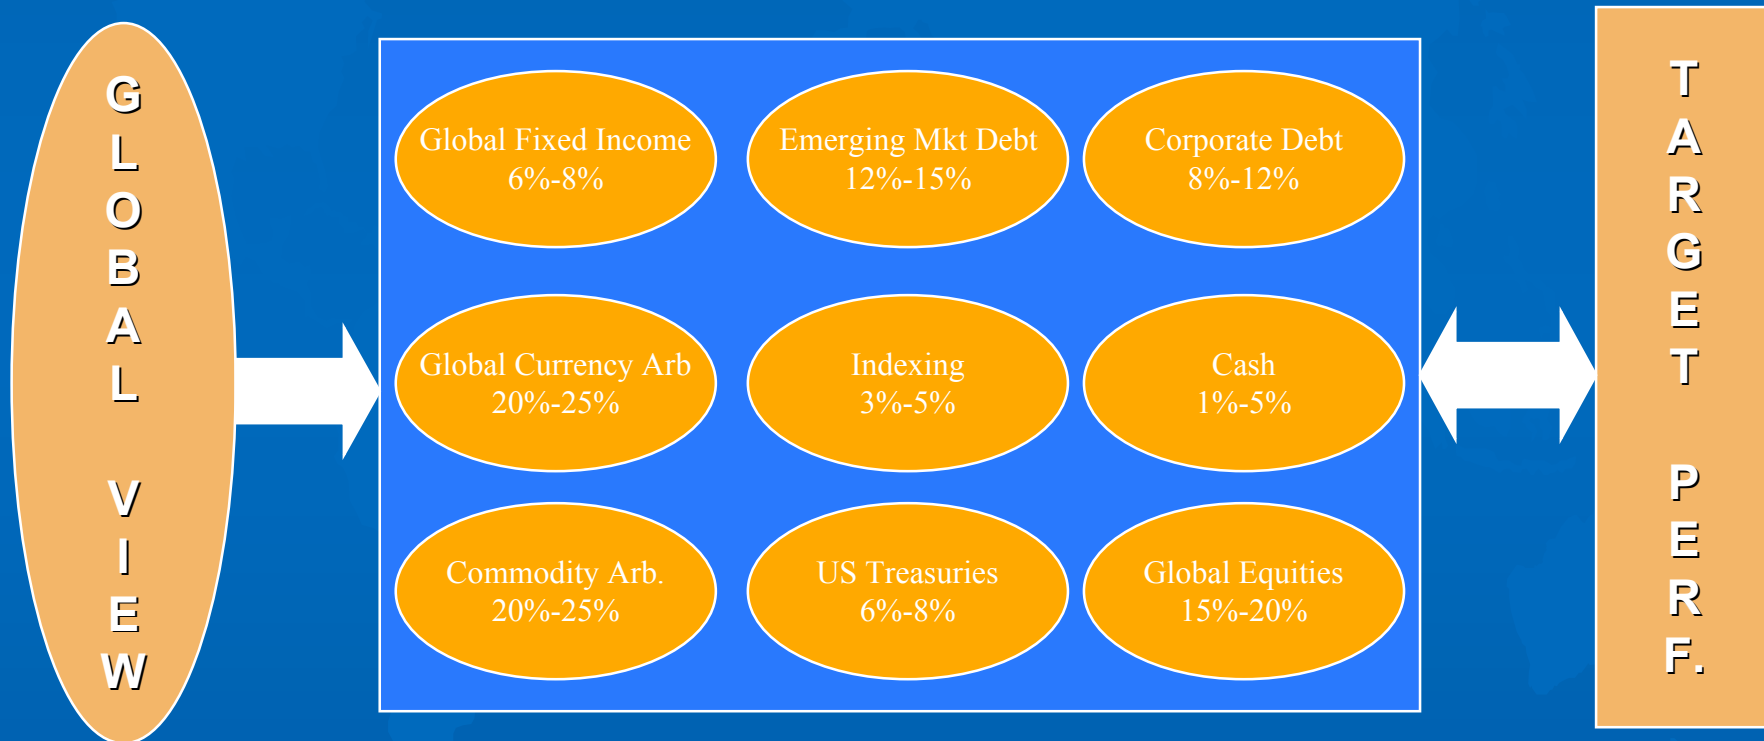 GLOBAL VIEW
Global Fixed Income
6%-8%
Emerging Mkt Debt
12%-15%
Corporate Debt
8%-12%
Global Currency Arb
20%-25%
Indexing
3%-5%
Cash
1%-5%
Commodity Arb.
20%-25%
US Treasuries
6%-8%
Global Equities
15%-20%
TARGET PERF.